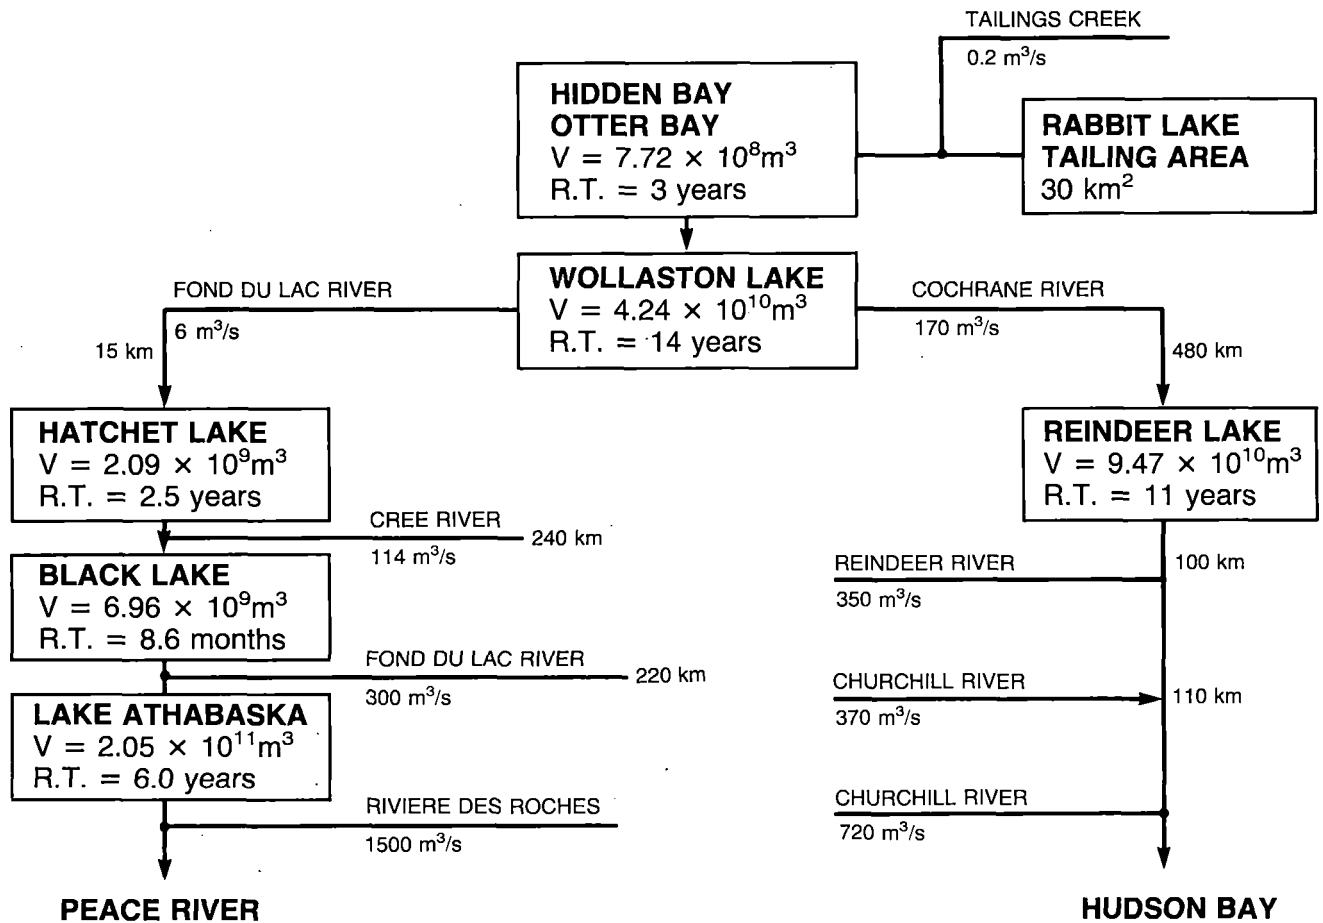 TAILINGS CREEK
0.2 m³/s
HIDDEN BAY
OTTER BAY
V = 7.72 × 10⁸m³
R.T. = 3 years
RABBIT LAKE
TAILING AREA
30 km²
WOLLASTON LAKE
V = 4.24 × 10¹⁰m³
R.T. = 14 years
FOND DU LAC RIVER
6 m³/s
15 km
COCHRANE RIVER
170 m³/s
480 km
HATCHET LAKE
V = 2.09 × 10⁹m³
R.T. = 2.5 years
REINDEER LAKE
V = 9.47 × 10¹⁰m³
R.T. = 11 years
CREE RIVER
114 m³/s
240 km
BLACK LAKE
V = 6.96 × 10⁹m³
R.T. = 8.6 months
REINDEER RIVER
350 m³/s
100 km
FOND DU LAC RIVER
300 m³/s
220 km
CHURCHILL RIVER
370 m³/s
110 km
LAKE ATHABASKA
V = 2.05 × 10¹¹m³
R.T. = 6.0 years
RIVIERE DES ROCHES
1500 m³/s
CHURCHILL RIVER
720 m³/s
PEACE RIVER
HUDSON BAY